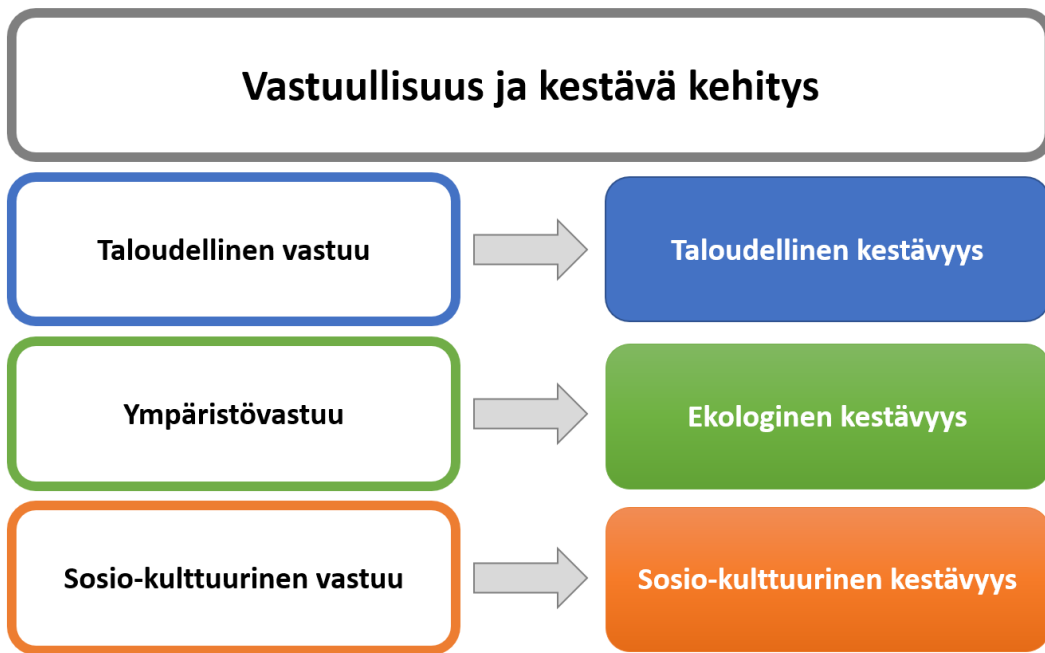 Vastuullisuus ja kestävä kehitys
Taloudellinen vastuu
Taloudellinen kestävyys
Ympäristövastuu
Ekologinen kestävyys
Sosio-kulttuurinen vastuu
Sosio-kulttuurinen kestävyys